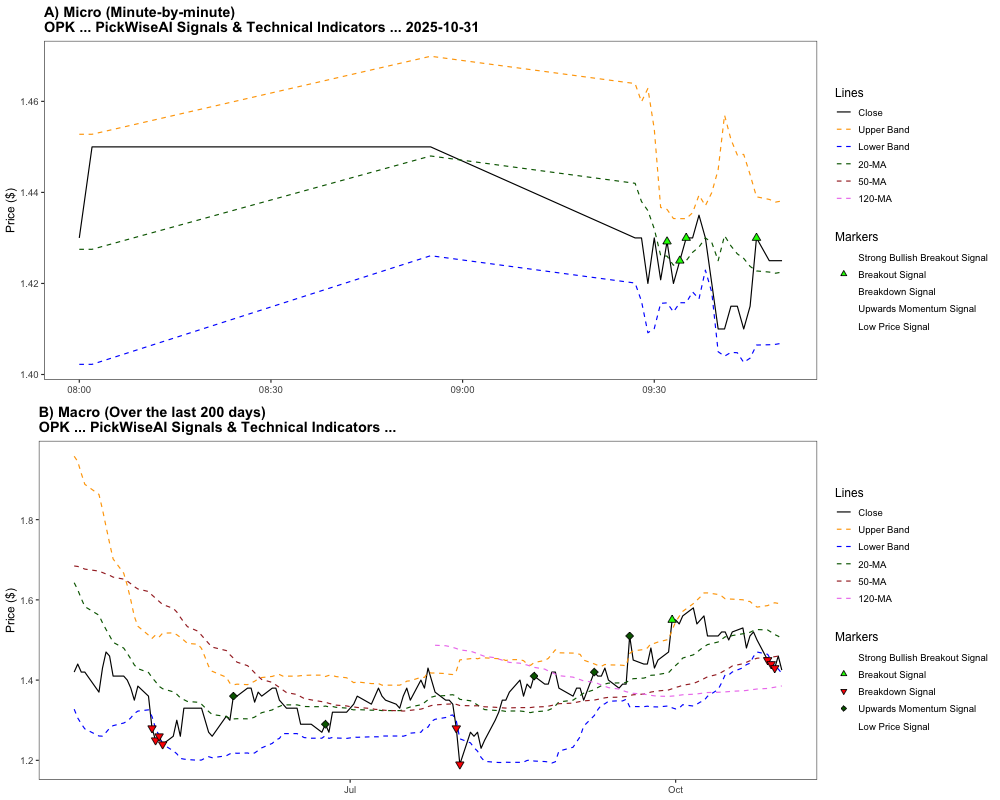 A) Micro (Minute-by-minute)
OPK ... PickWiseAI Signals & Technical Indicators ... 2025-10-31
Price ($)
1.46
1.44
1.42
1.40
08:00
08:30
09:00
09:30
Lines
Close
Upper Band
Lower Band
20-MA
50-MA
120-MA
Markers
Strong Bullish Breakout Signal
Breakout Signal
Breakdown Signal
Upwards Momentum Signal
Low Price Signal
B) Macro (Over the last 200 days)
OPK ... PickWiseAI Signals & Technical Indicators ...
Price ($)
1.8
1.6
1.4
1.2
Jul
Oct
Lines
Close
Upper Band
Lower Band
20-MA
50-MA
120-MA
Markers
Strong Bullish Breakout Signal
Breakout Signal
Breakdown Signal
Upwards Momentum Signal
Low Price Signal